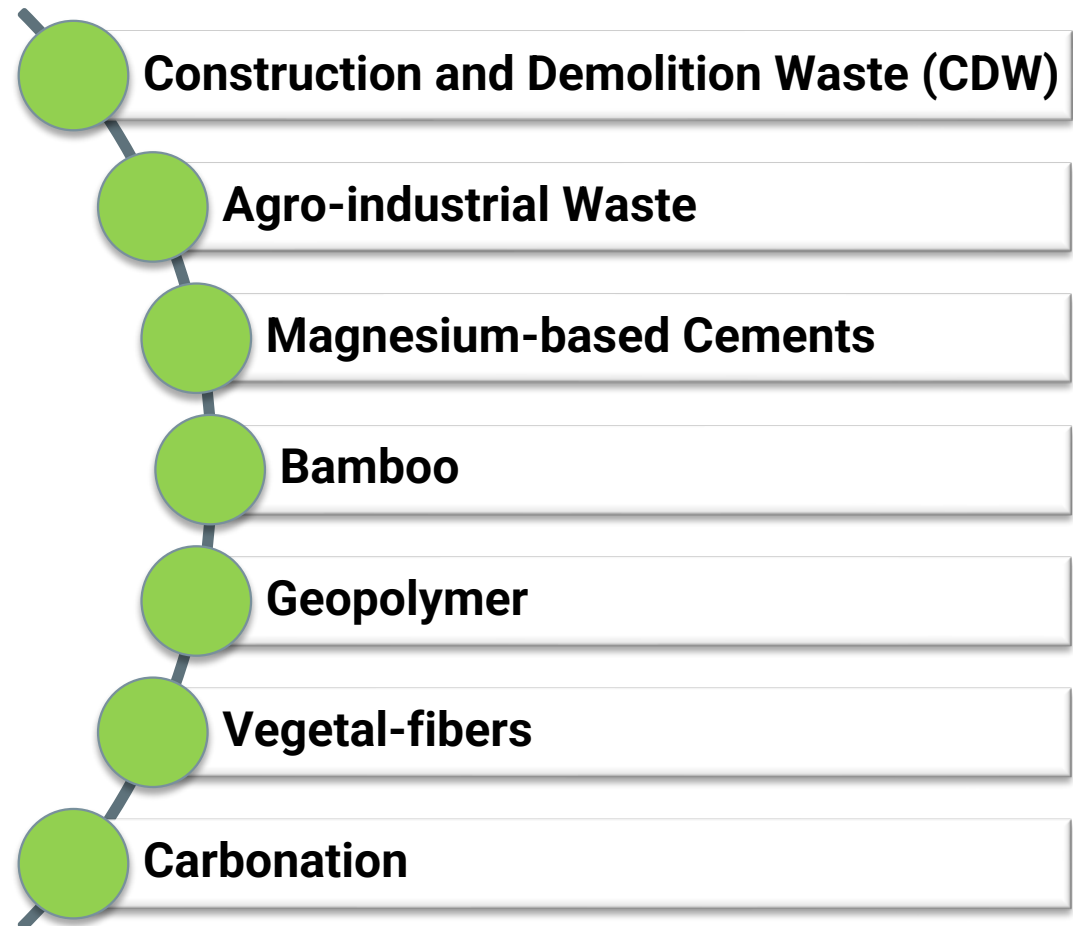 Construction and Demolition Waste (CDW)
Agro-industrial Waste
Magnesium-based Cements
Bamboo
Geopolymer
Vegetal-fibers
Carbonation